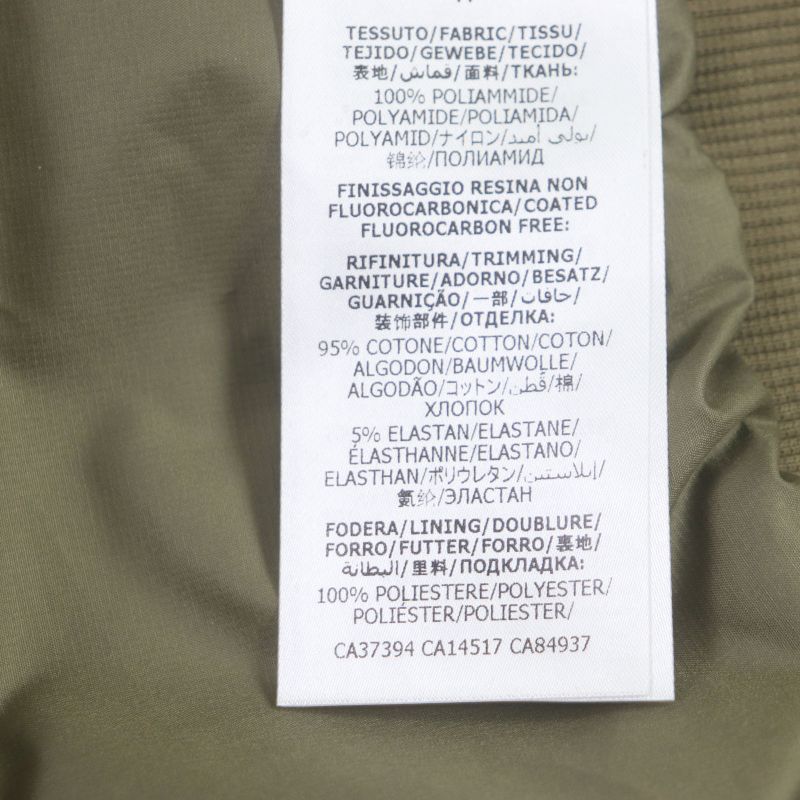 TESSUTO/FABRIC/TISSU/
TEJIDO/GEWEBE/TECIDO/
表地/قماش/面料/ТКАНЬ:
100% POLIAMMIDE/
POLYAMIDE/POLIAMIDA/
POLYAMID/ナイロン/بولي أميد/
锦纶/ПОЛИАМИД
FINISSAGGIO RESINA NON
FLUOROCARBONICA/COATED
FLUOROCARBON FREE:
RIFINITURA/TRIMMING/
GARNITURE/ADORNO/BESATZ/
GUARNIÇÃO/一部/حافات/
装饰部件/ОТДЕЛКА:
95% COTONE/COTTON/COTON/
ALGODON/BAUMWOLLE/
ALGODÃO/コットン/قُطن/棉/
ХЛОПОК
5% ELASTAN/ELASTANE/
ÉLASTHANNE/ELASTANO/
ELASTHAN/ポリウレタン/إيلاستين/
氨纶/ЭЛАСТАН
FODERA/LINING/DOUBLURE/
FORRO/FUTTER/FORRO/裏地/
البطانة/里料/ПОДКЛАДКА:
100% POLIESTERE/POLYESTER/
POLIÉSTER/POLIESTER/
CA37394 CA14517 CA84937